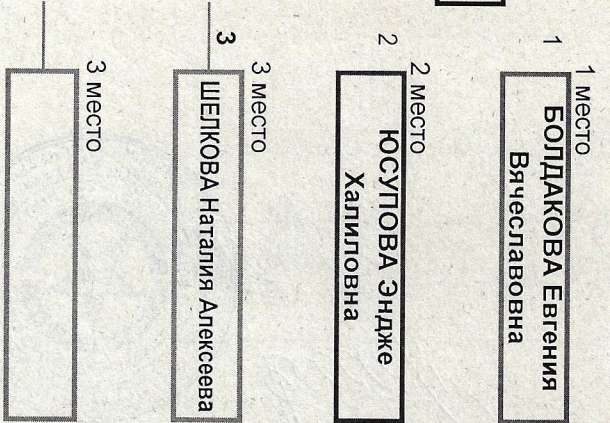 1 место
1
БОЛДАКОВА Евгения
Вячеславовна
2 место
2
ЮСУПОВА Эндже
Халиловна
3 место
3
ШЕЛКОВА Наталия Алексеева
3 место